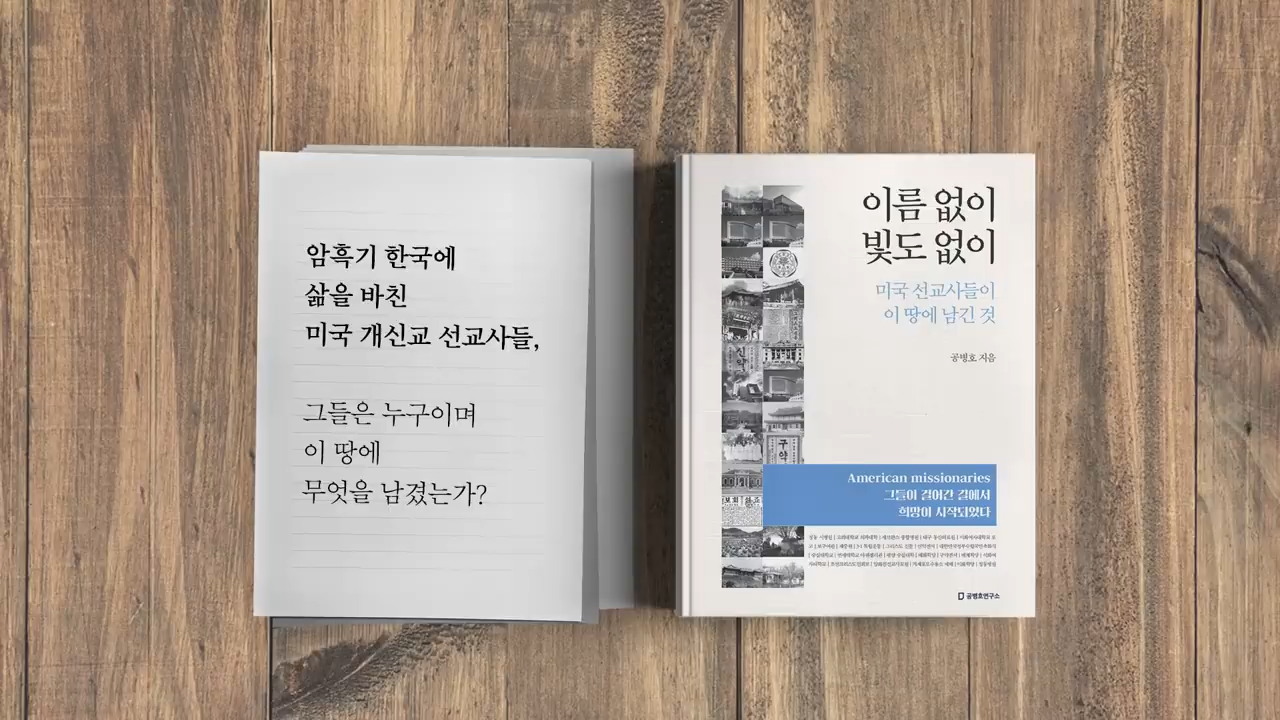 암흑기 한국에
삶을 바친
미국 개신교 선교사들,
그들은 누구이며
이 땅에
무엇을 남겼는가?
이름 없이
빛도 없이
미국 선교사들이
이 땅에 남긴 것
공병호 지음
신약
구약
American missionaries
그들이 걸어간 길에서
희망이 시작되었다
공병호연구소